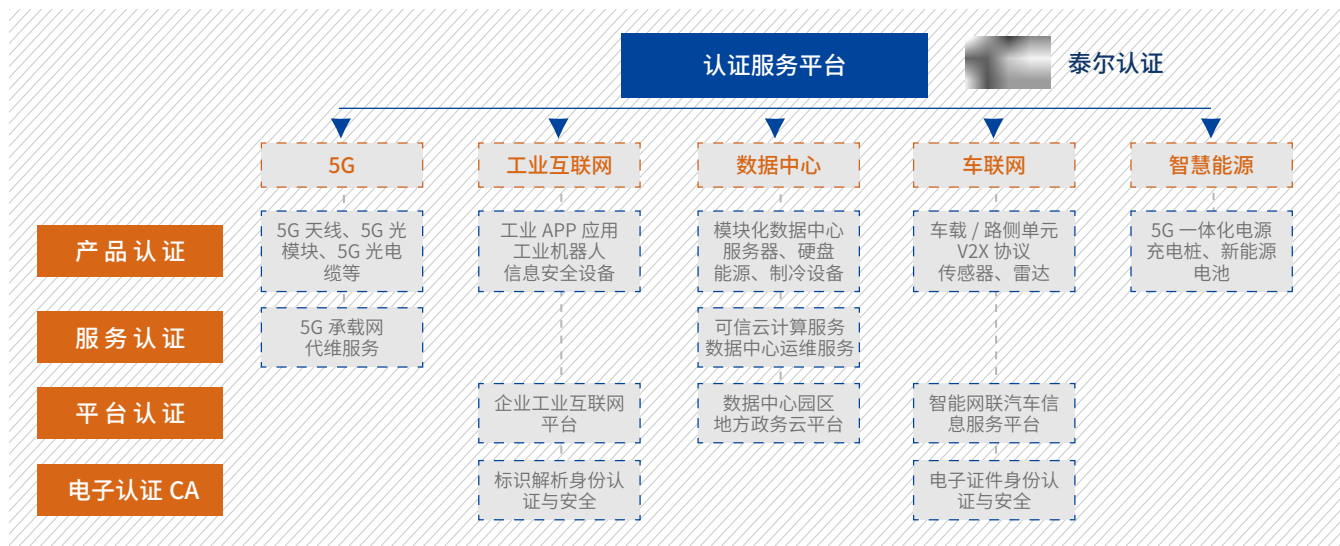 认证服务平台
泰尔认证
5G
工业互联网
数据中心
车联网
智慧能源
产品认证
5G 天线、5G 光
模块、5G 光电
缆等
工业 APP 应用
工业机器人
信息安全设备
模块化数据中心
服务器、硬盘
能源、制冷设备
车载 / 路侧单元
V2X 协议
传感器、雷达
5G 一体化电源
充电桩、新能源
电池
服务认证
5G 承载网
代维服务
可信云计算服务
数据中心运维服务
平台认证
企业工业互联网
平台
数据中心园区
地方政务云平台
智能网联汽车信
息服务平台
电子认证 CA
标识解析身份认
证与安全
电子证件身份认
证与安全